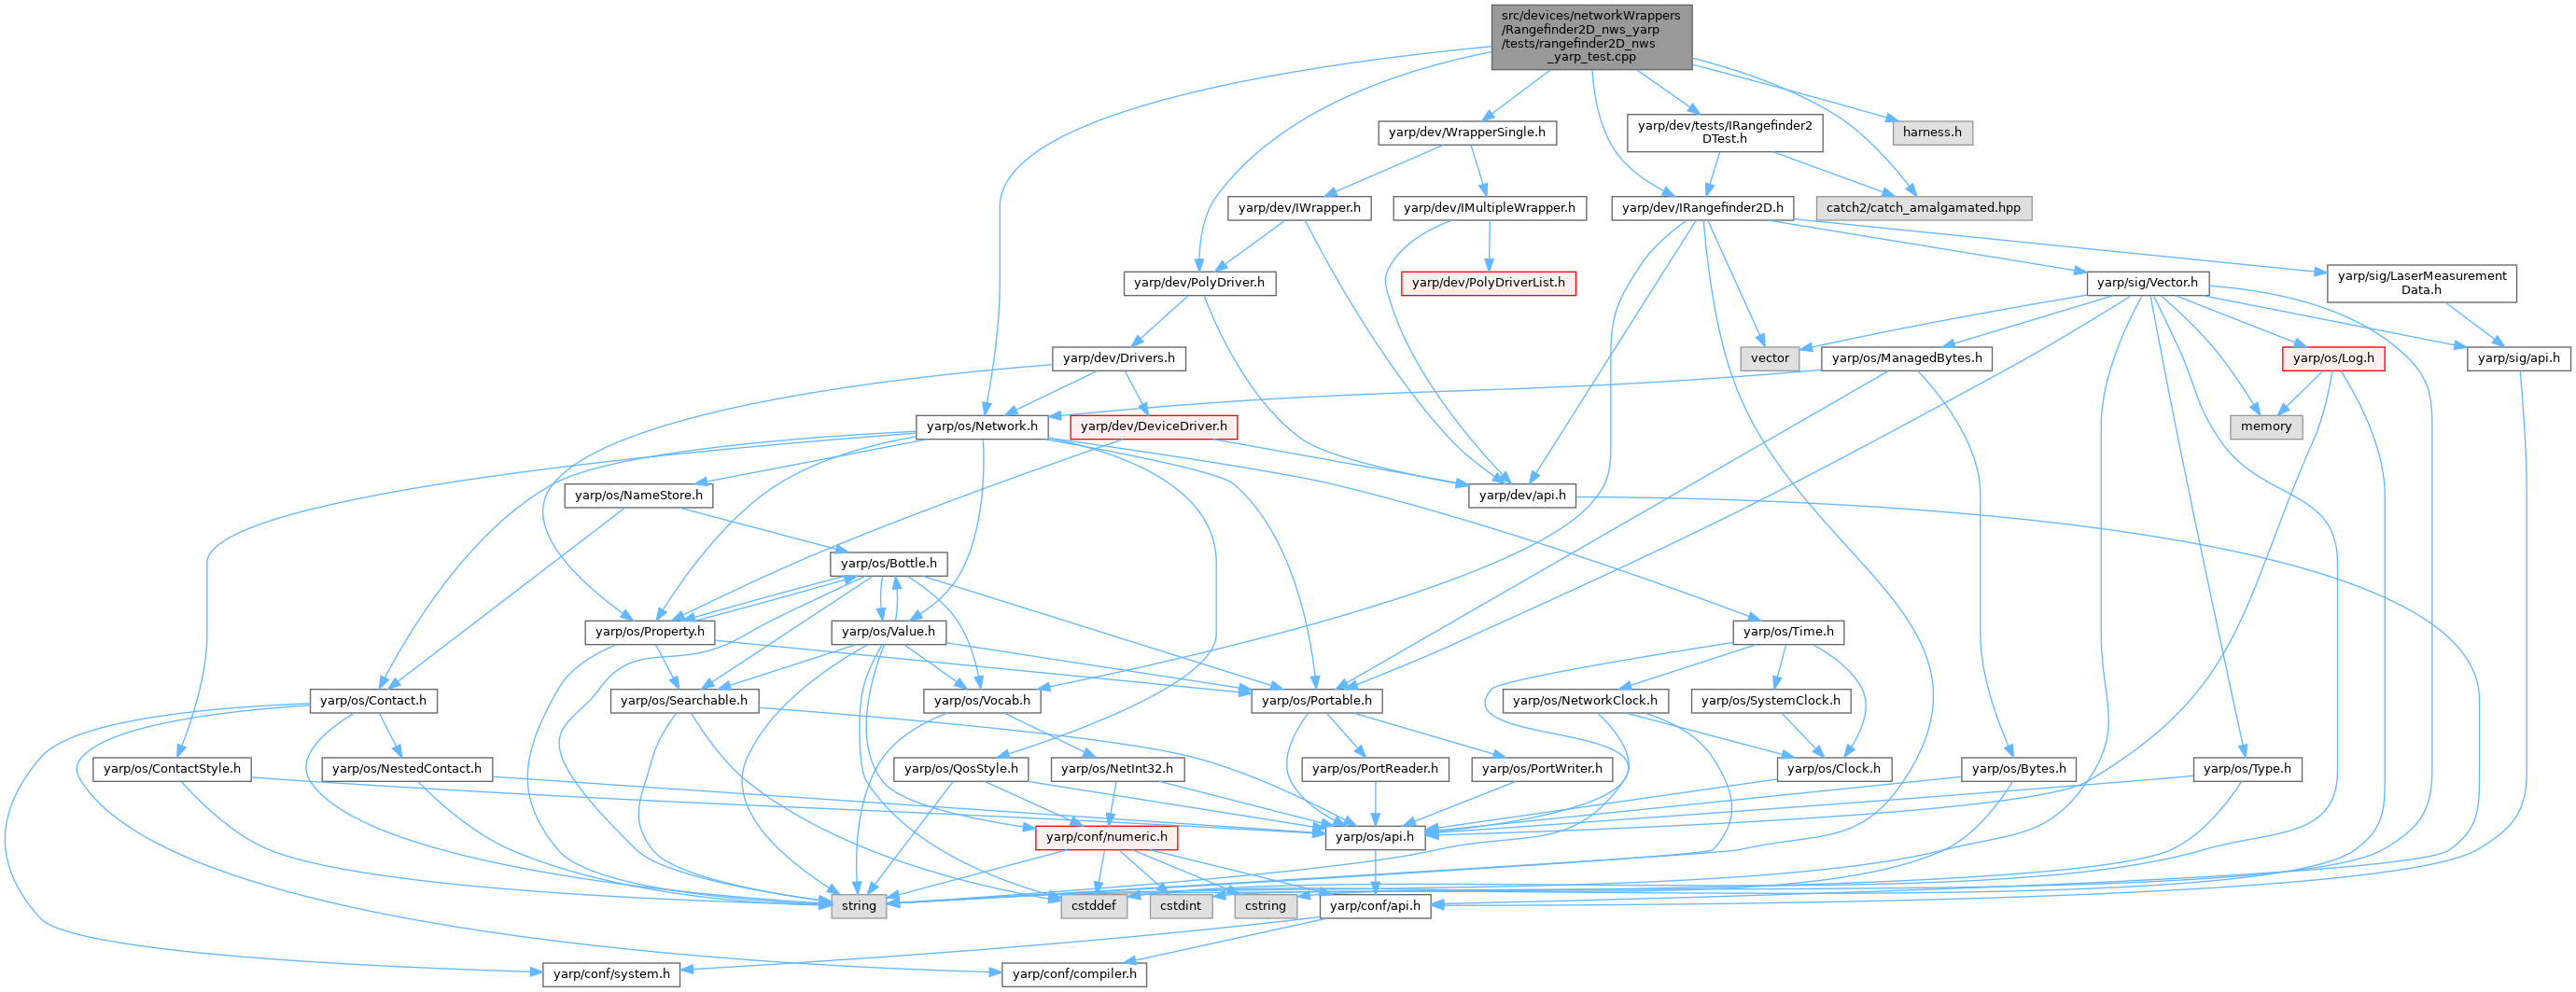 src/devices/networkWrappers
/Rangefinder2D_nws_yarp
/tests/rangefinder2D_nws
_yarp_test.cpp
yarp/dev/WrapperSingle.h
yarp/dev/tests/IRangefinder2
DTest.h
harness.h
yarp/dev/IWrapper.h
yarp/dev/IMultipleWrapper.h
yarp/dev/IRangefinder2D.h
catch2/catch_amalgamated.hpp
yarp/dev/PolyDriver.h
yarp/dev/PolyDriverList.h
yarp/sig/Vector.h
yarp/sig/LaserMeasurement
Data.h
yarp/dev/Drivers.h
vector
yarp/os/ManagedBytes.h
yarp/os/Log.h
yarp/sig/api.h
yarp/os/Network.h
yarp/dev/DeviceDriver.h
memory
yarp/os/NameStore.h
yarp/dev/api.h
yarp/os/Bottle.h
yarp/os/Property.h
yarp/os/Value.h
yarp/os/Time.h
yarp/os/Contact.h
yarp/os/Searchable.h
yarp/os/Vocab.h
yarp/os/Portable.h
yarp/os/NetworkClock.h
yarp/os/SystemClock.h
yarp/os/ContactStyle.h
yarp/os/NestedContact.h
yarp/os/QosStyle.h
yarp/os/NetInt32.h
yarp/os/PortReader.h
yarp/os/PortWriter.h
yarp/os/Clock.h
yarp/os/Bytes.h
yarp/os/Type.h
yarp/conf/numeric.h
yarp/os/api.h
string
cstddef
cstdint
cstring
yarp/conf/api.h
yarp/conf/system.h
yarp/conf/compiler.h